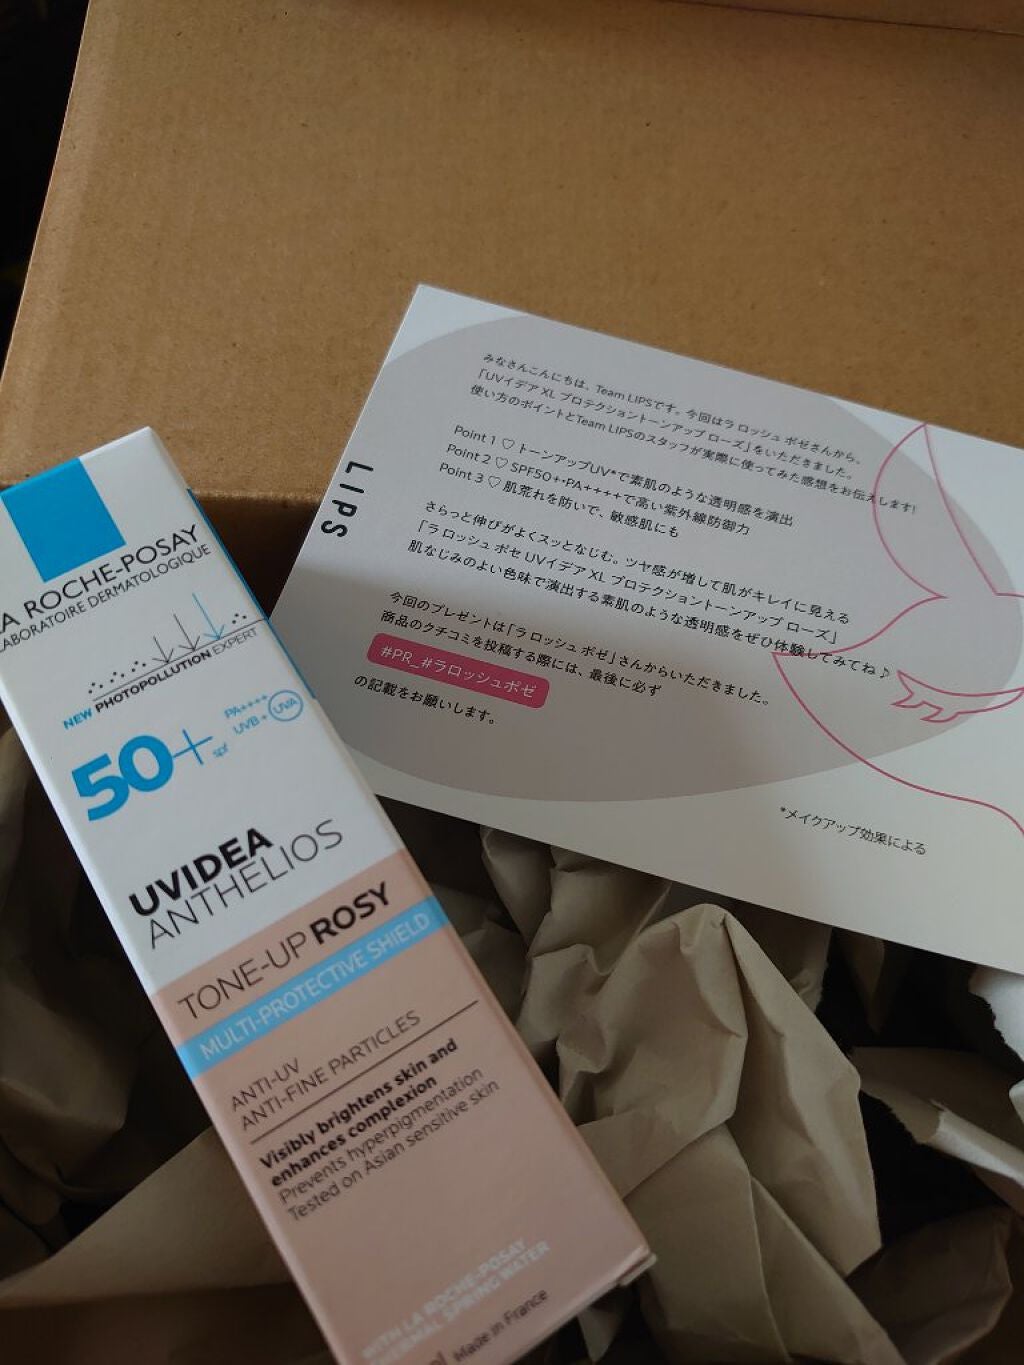 LA ROCHE-POSAY
LABORATOIRE DERMATOLOGIQUE
NEW PHOTOPOLLUTION EXPERT
50+ spf
PA++++
UVB + UVA
UVIDEA
ANTHELIOS
TONE-UP ROSY
MULTI-PROTECTIVE SHIELD
ANTI-UV
ANTI-FINE PARTICLES
Visibly brightens skin and
enhances complexion
Prevents hyperpigmentation
Tested on Asian sensitive skin
WITH LA ROCHE-POSAY
THERMAL SPRING WATER
Made in France
LIPS
みなさんこんにちは、Team LIPSです。今回はラ ロッシュ ポゼさんから、
「UVイデア XL プロテクショントーンアップ ローズ」をいただきました。
使い方のポイントとTeam LIPSのスタッフが実際に使ってみた感想をお伝えします!
Point 1 ♡ トーンアップUV*で素肌のような透明感を演出
Point 2 ♡ SPF50+・PA++++で高い紫外線防御力
Point 3 ♡ 肌荒れを防いで、敏感肌にも
さらっと伸びがよくスッとなじむ。ツヤ感が増して肌がキレイに見える
「ラ ロッシュ ポゼ UVイデア XL プロテクショントーンアップ ローズ」
肌なじみのよい色味で演出する素肌のような透明感をぜひ体験してみてね♪
今回のプレゼントは「ラ ロッシュ ポゼ」さんからいただきました。
商品のクチコミを投稿する際には、最後に必ず
#PR_#ラロッシュポゼ
の記載をお願いします。
*メイクアップ効果による